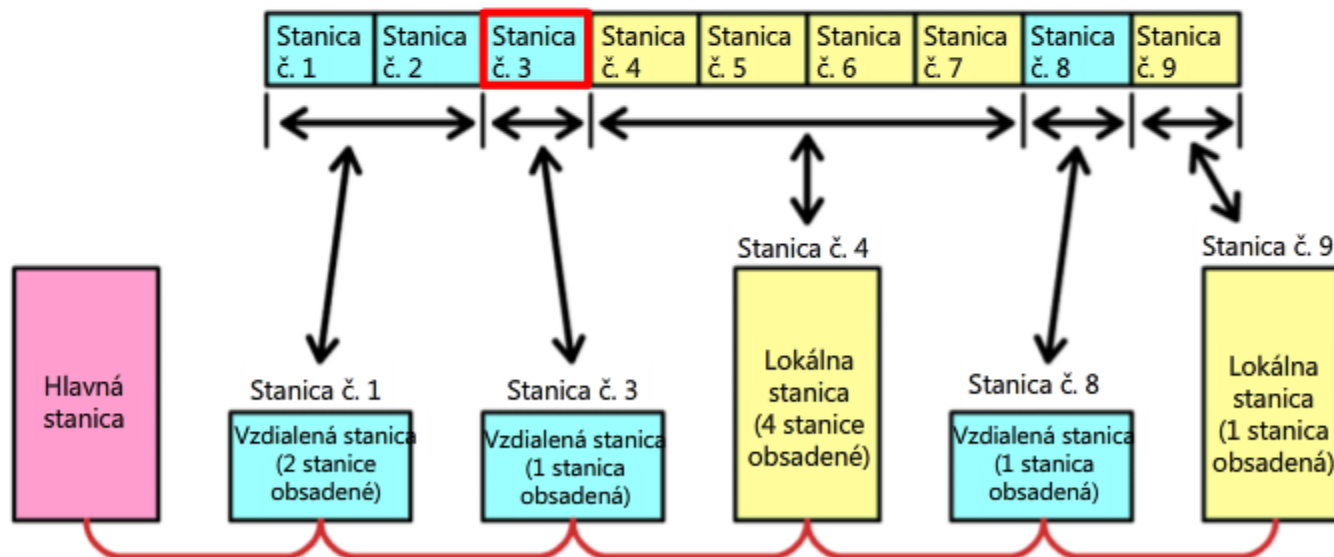 Stanica
č. 1
Stanica
č. 2
Stanica
č. 3
Stanica
č. 4
Stanica
č. 5
Stanica
č. 6
Stanica
č. 7
Stanica
č. 8
Stanica
č. 9
Hlavná
stanica
Stanica č. 1
Vzdialená stanica
(2 stanice
obsadené)
Stanica č. 3
Vzdialená stanica
(1 stanica
obsadená)
Stanica č. 4
Lokálna
stanica
(4 stanice
obsadené)
Stanica č. 8
Vzdialená stanica
(1 stanica
obsadená)
Stanica č. 9
Lokálna
stanica
(1 stanica
obsadená)